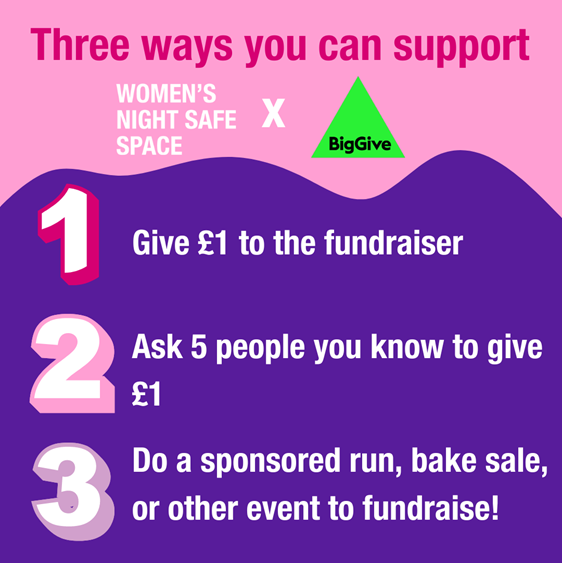 Three ways you can support
WOMEN'S
NIGHT SAFE
SPACE
X
BigGive
1
Give £1 to the fundraiser
2
Ask 5 people you know to give
£1
3
Do a sponsored run, bake sale,
or other event to fundraise!